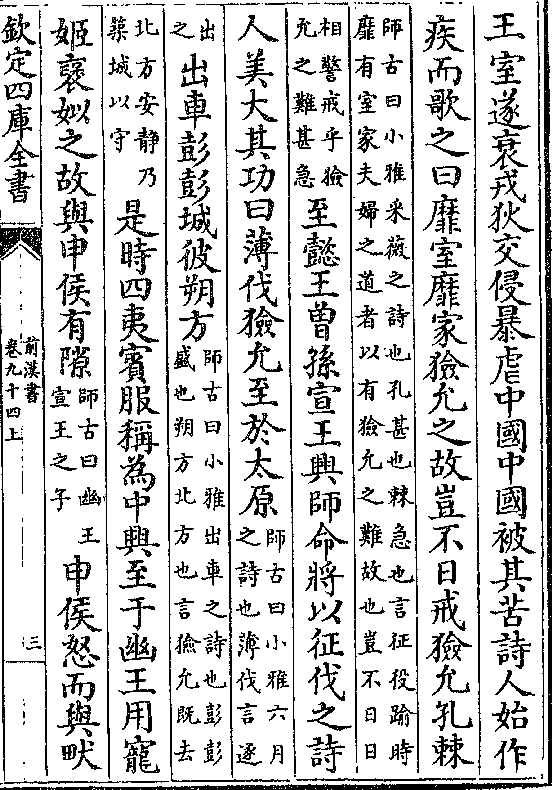 王室遂衰戎狄交侵暴虐中國中國被其苦詩人始作
疾而歌之曰靡室靡家獫允之故豈不日戒獫允孔棘
師古曰小雅采薇之詩也孔甚也棘急也言征役踰時
靡有室家夫婦之道者以有獫允之難故也豈不日日
相警戒乎獫
允之難甚急
至懿王曾孫宣王興師命將以征伐之詩
人美大其功曰薄伐獫允至於太原
師古曰小雅六月
之詩也薄伐言逐
出
之
出車彭彭城彼朔方
師古曰小雅出車之詩也彭彭
盛也朔方北方也言獫允既去
北方安靜乃
築城以守
是時四夷賓服稱為中興至于幽王用寵
姬褒姒之故與申侯有隙
師古曰幽王
宣王之子
申侯怒而與畎
欽定四庫全書
前漢書
卷九十四上
三